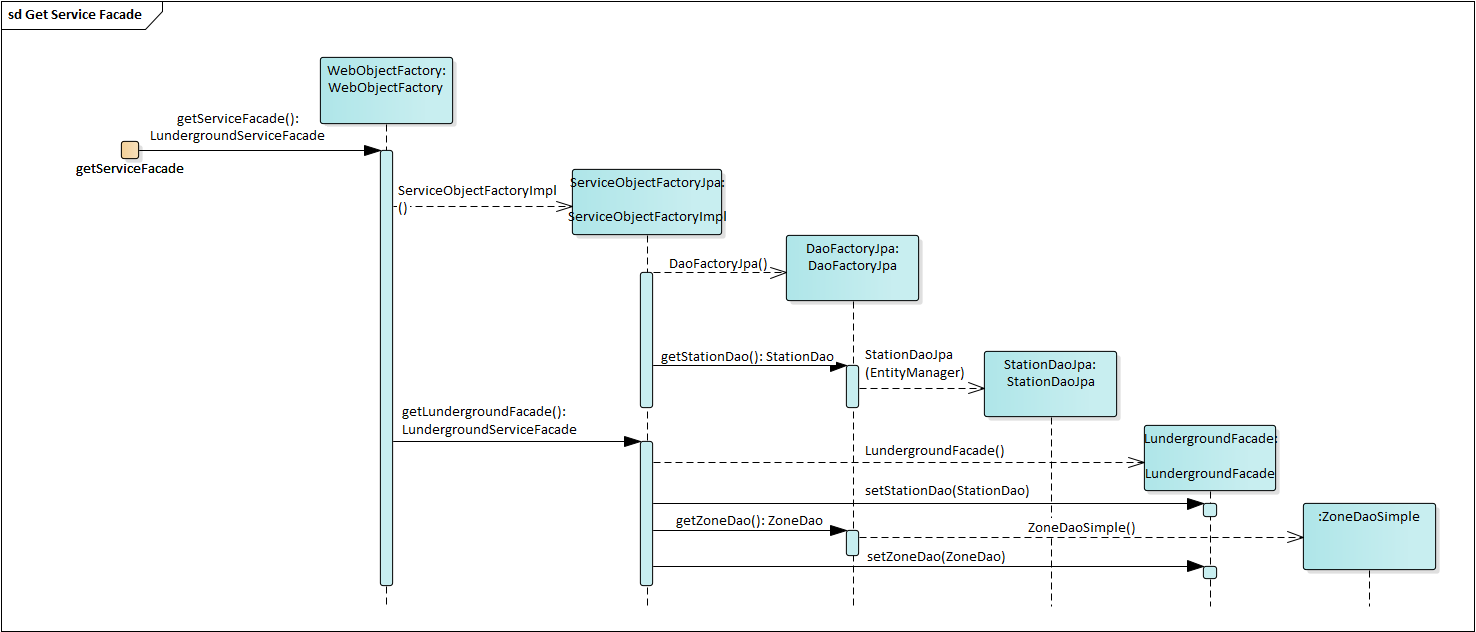 sd Get Service Facade
WebObjectFactory:
WebObjectFactory
getServiceFacade():
LundergroundServiceFacade
getServiceFacade
ServiceObjectFactoryImpl
()
ServiceObjectFactoryJpa:
ServiceObjectFactoryImpl
DaoFactoryJpa()
DaoFactoryJpa:
DaoFactoryJpa
getStationDao(): StationDao
StationDaoJpa
(EntityManager)
StationDaoJpa:
StationDaoJpa
getLundergroundFacade():
LundergroundServiceFacade
LundergroundFacade()
LundergroundFacade:
LundergroundFacade
setStationDao(StationDao)
getZoneDao(): ZoneDao
ZoneDaoSimple()
:ZoneDaoSimple
setZoneDao(ZoneDao)